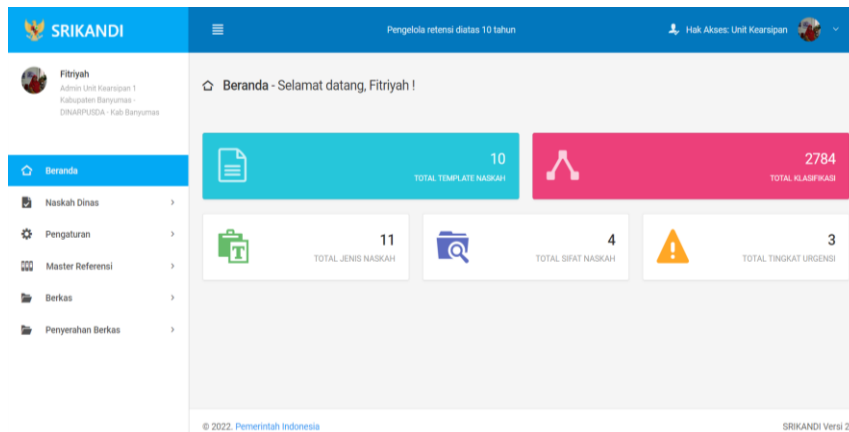 SRIKANDI
Pengelola retensi diatas 10 tahun
Hak Akses: Unit Kearsipan
Fitriyah
Admin Unit Kearsipan 1
Kabupaten Banyumas -
DINARPUSDA - Kab Banyumas
Beranda - Selamat datang, Fitriyah !
Beranda
Naskah Dinas
Pengaturan
Master Referensi
Berkas
Penyerahan Berkas
10
TOTAL TEMPLATE NASKAH
2784
TOTAL KLASIFIKASI
11
TOTAL JENIS NASKAH
4
TOTAL SIFAT NASKAH
3
TOTAL TINGKAT URGENSI
© 2022. Pemerintah Indonesia
SRIKANDI Versi 2